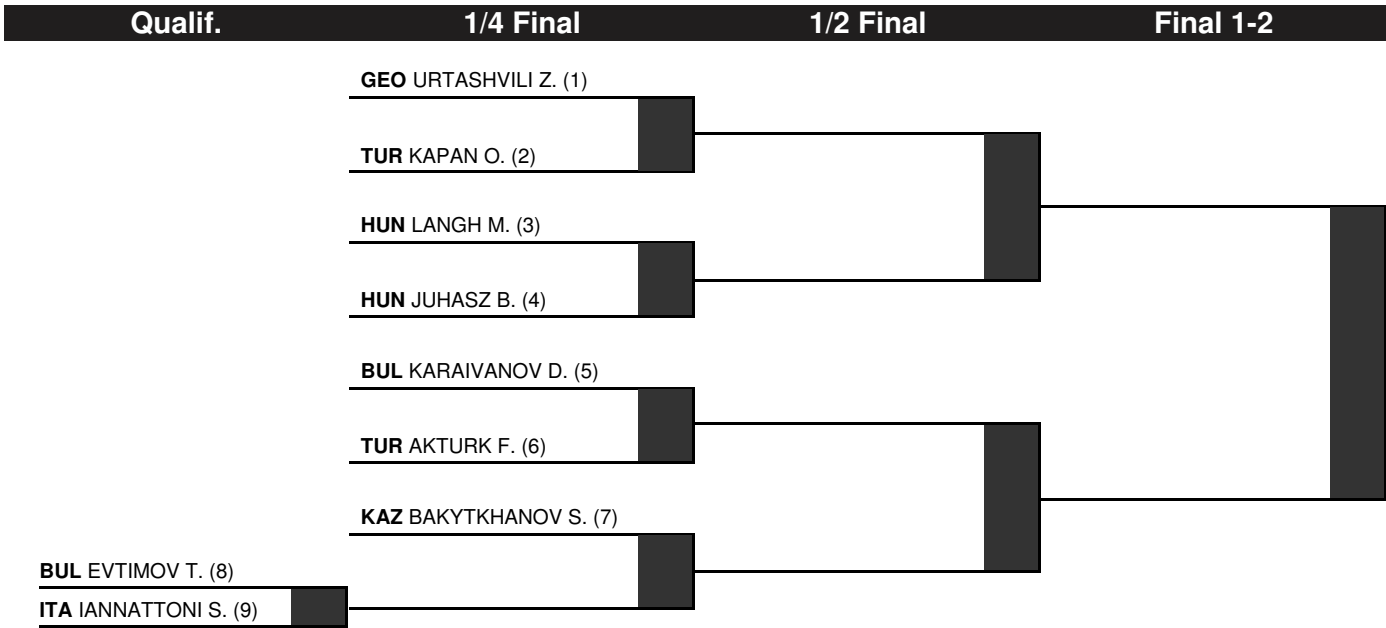 Qualif. 1/4 Final 1/2 Final Final 1-2
GEO URTASHVILI Z. (1)
TUR KAPAN O. (2)
HUN LANGH M. (3)
HUN JUHASZ B. (4)
BUL KARAIVANOV D. (5)
TUR AKTURK F. (6)
KAZ BAKYTKHANOV S. (7)
BUL EVTIMOV T. (8)
ITA IANNATTONI S. (9)